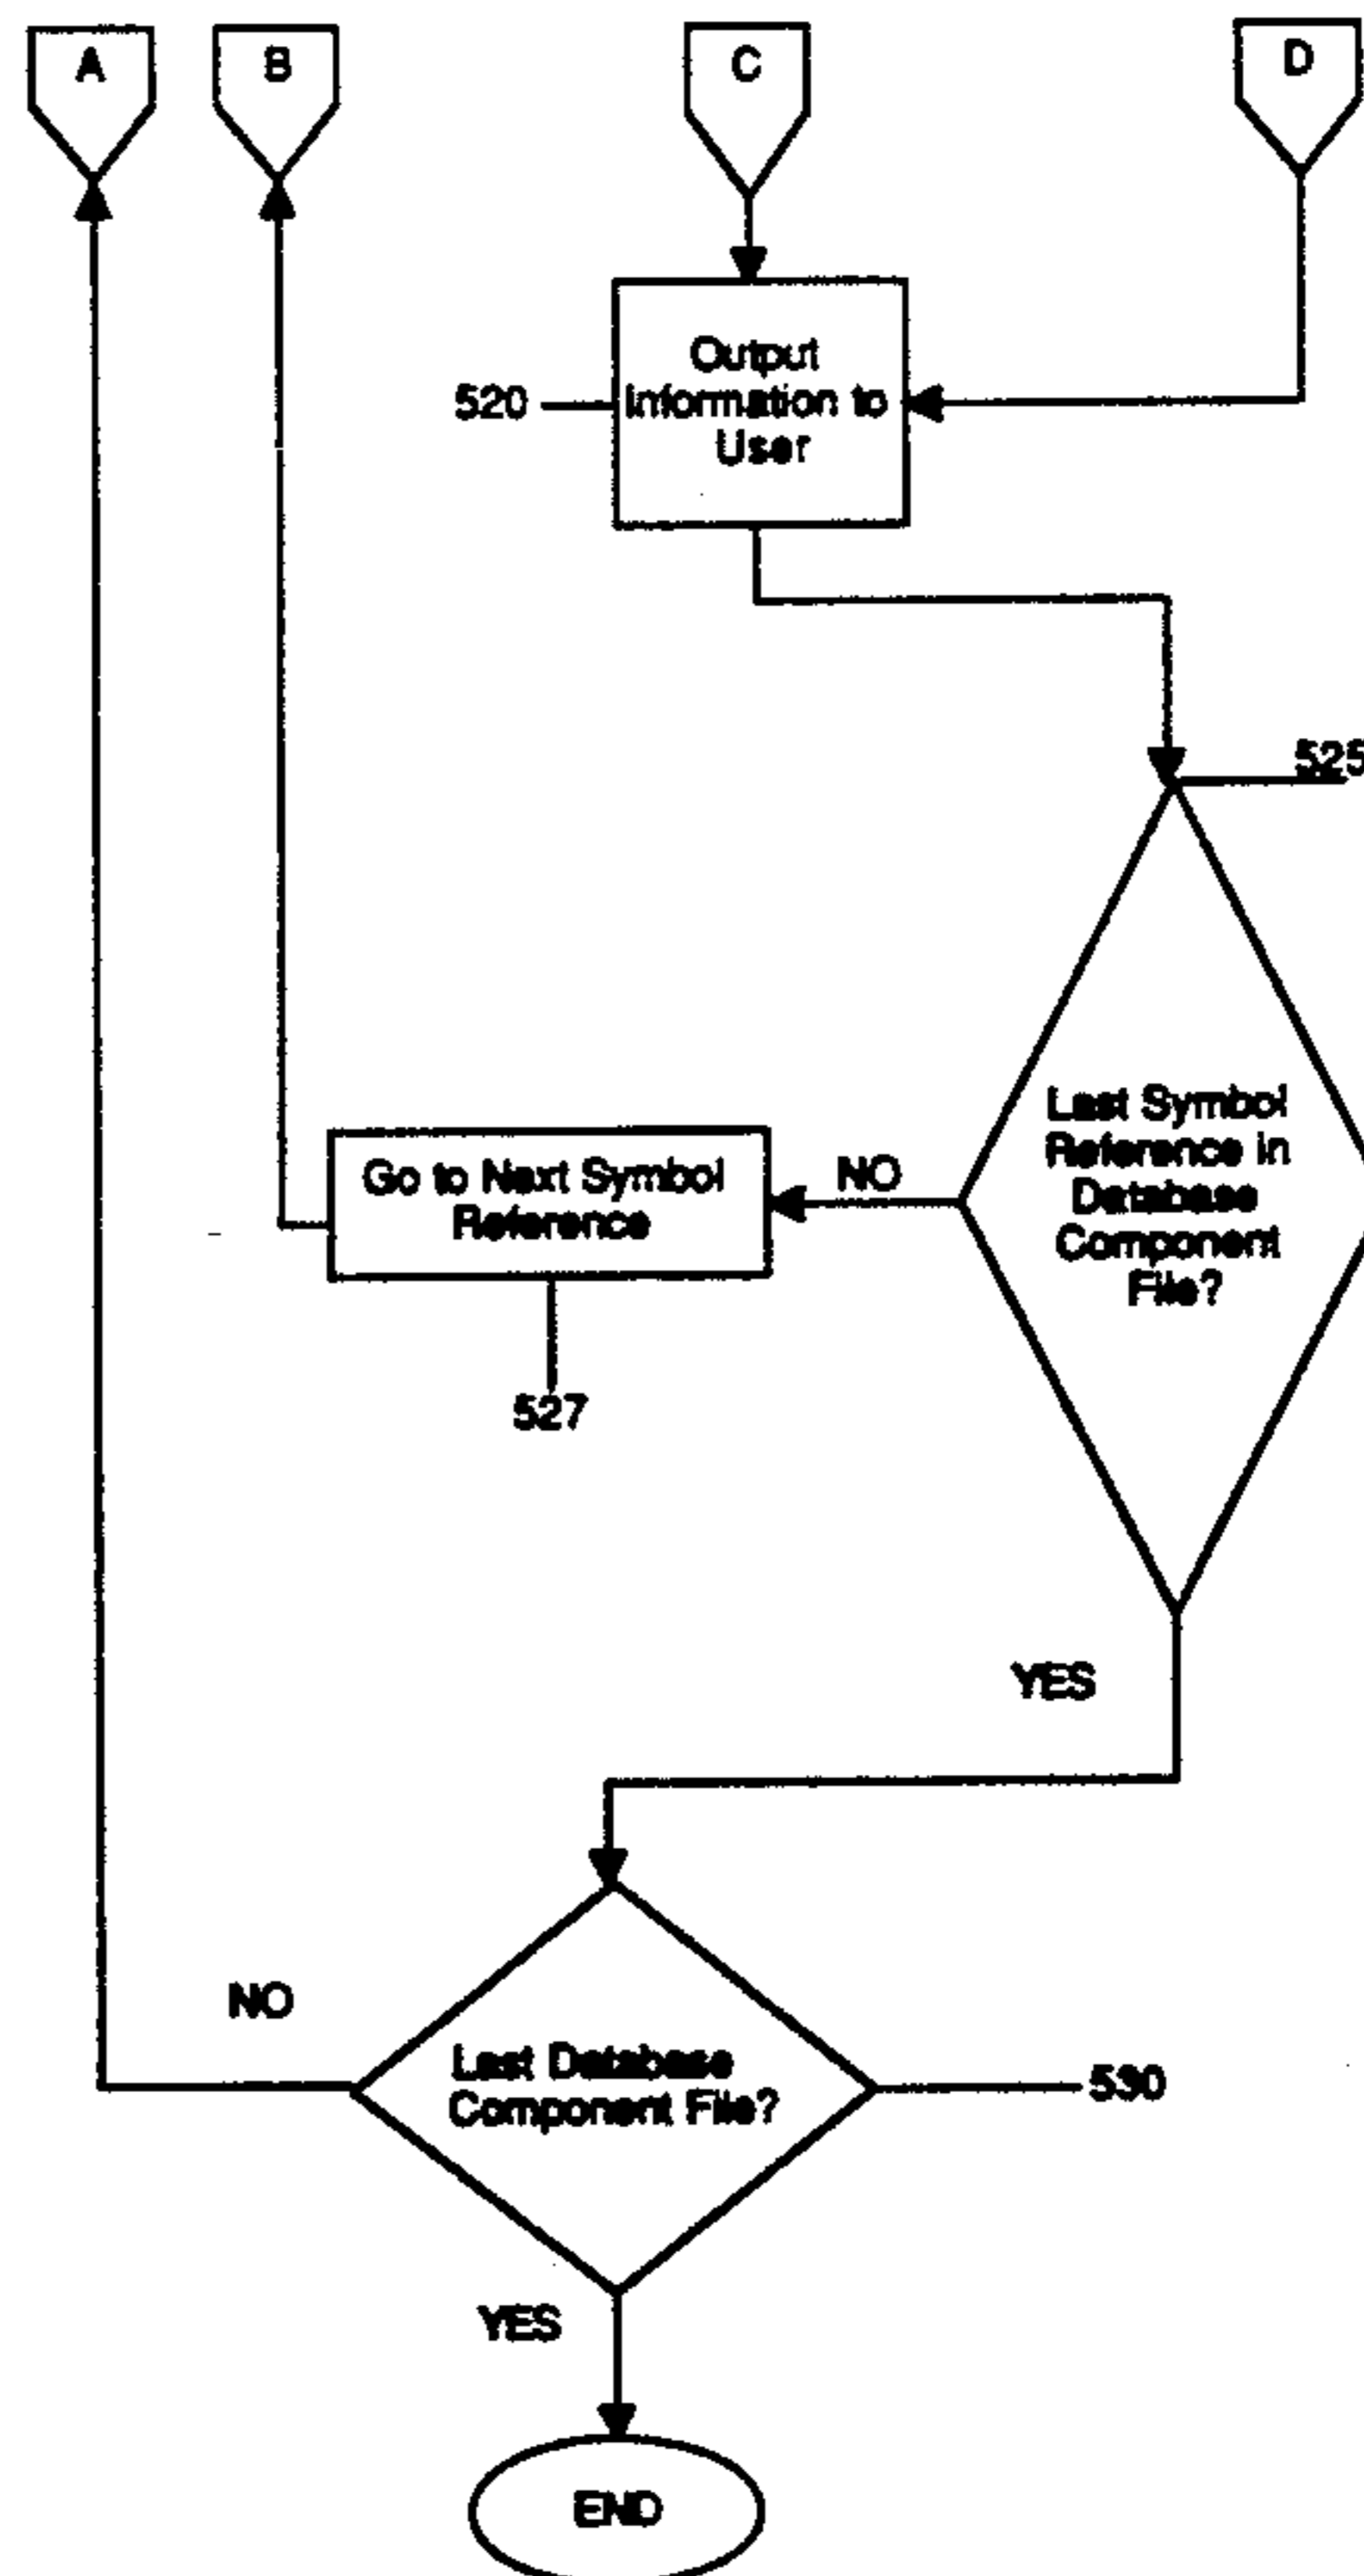 A
B
C
D
Output
Information to
User
520
525
Last Symbol
Reference in
Database
Component
File?
NO
Go to Next Symbol
Reference
527
YES
NO
Last Database
Component File?
530
YES
END